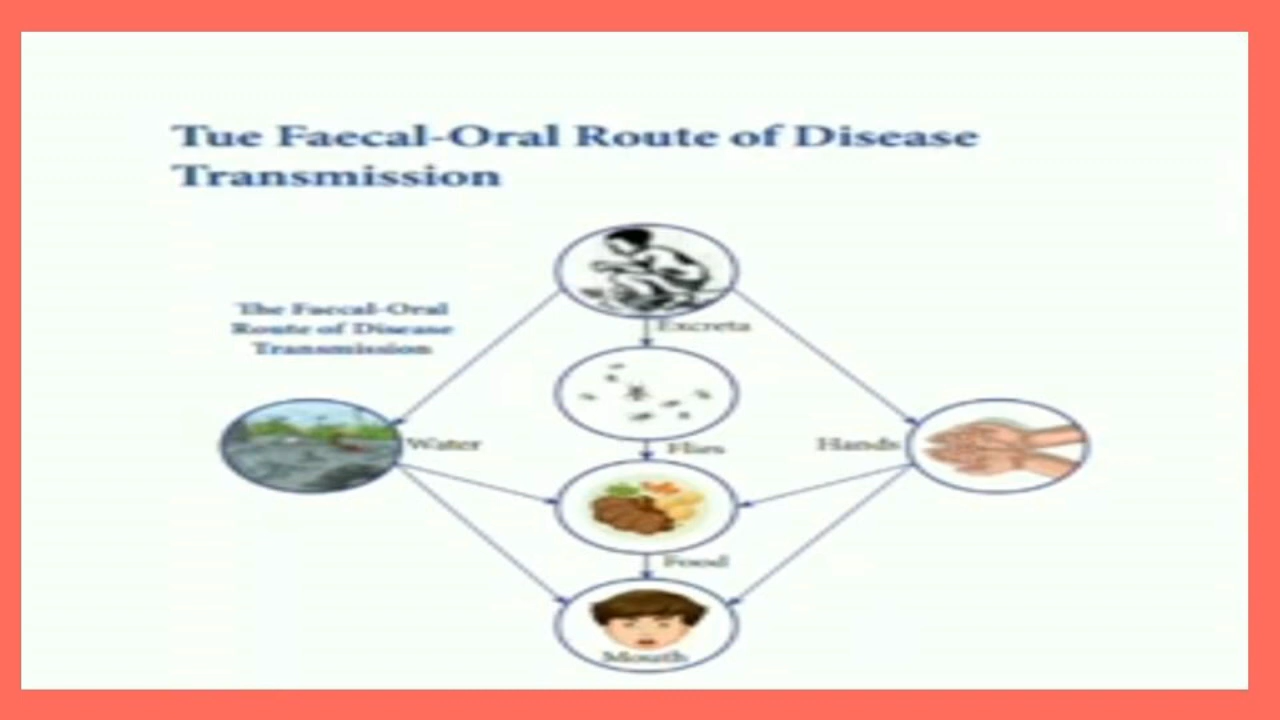 Tue Faecal-Oral Route of Disease
Transmission
The Faecal-Oral
Route of Disease
Transmission
Excreta
Water
Flies
Hands
Food
Mouth